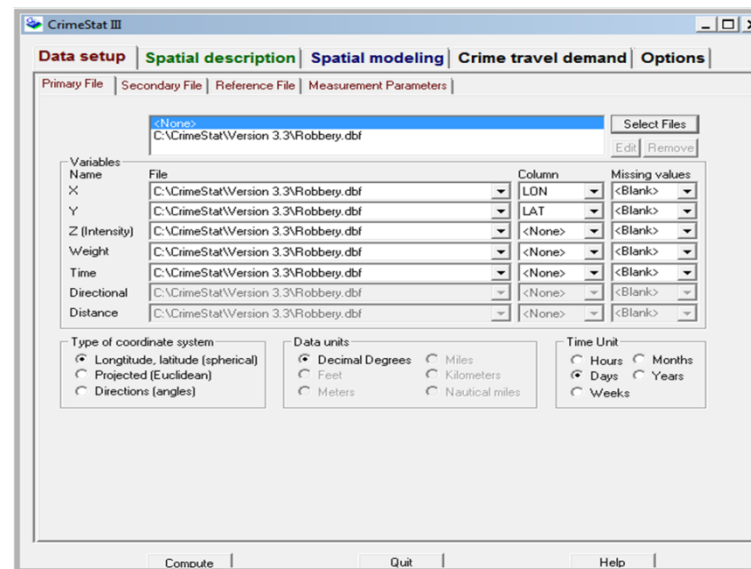 CrimeStat III
Data setup Spatial description Spatial modeling Crime travel demand Options
Primary File Secondary File Reference File Measurement Parameters
<None>
C:\CrimeStat\Version 3.3\Robbery.dbf
Select Files
Edit Remove
Variables
Name File Column Missing values
X C:\CrimeStat\Version 3.3\Robbery.dbf LON <Blank>
Y C:\CrimeStat\Version 3.3\Robbery.dbf LAT <Blank>
Z (Intensity) C:\CrimeStat\Version 3.3\Robbery.dbf <None> <Blank>
Weight C:\CrimeStat\Version 3.3\Robbery.dbf <None> <Blank>
Time C:\CrimeStat\Version 3.3\Robbery.dbf <None> <Blank>
Directional C:\CrimeStat\Version 3.3\Robbery.dbf <None> <Blank>
Distance C:\CrimeStat\Version 3.3\Robbery.dbf <None> <Blank>
Type of coordinate system Data units Time Unit
Longtitude, latitude (spherical) Decimal Degrees Miles Hours Months
Projected (Euclidean) Feet Kilometers Days Years
Directions (angles) Meters Nautical miles Weeks
Compute Quit Help